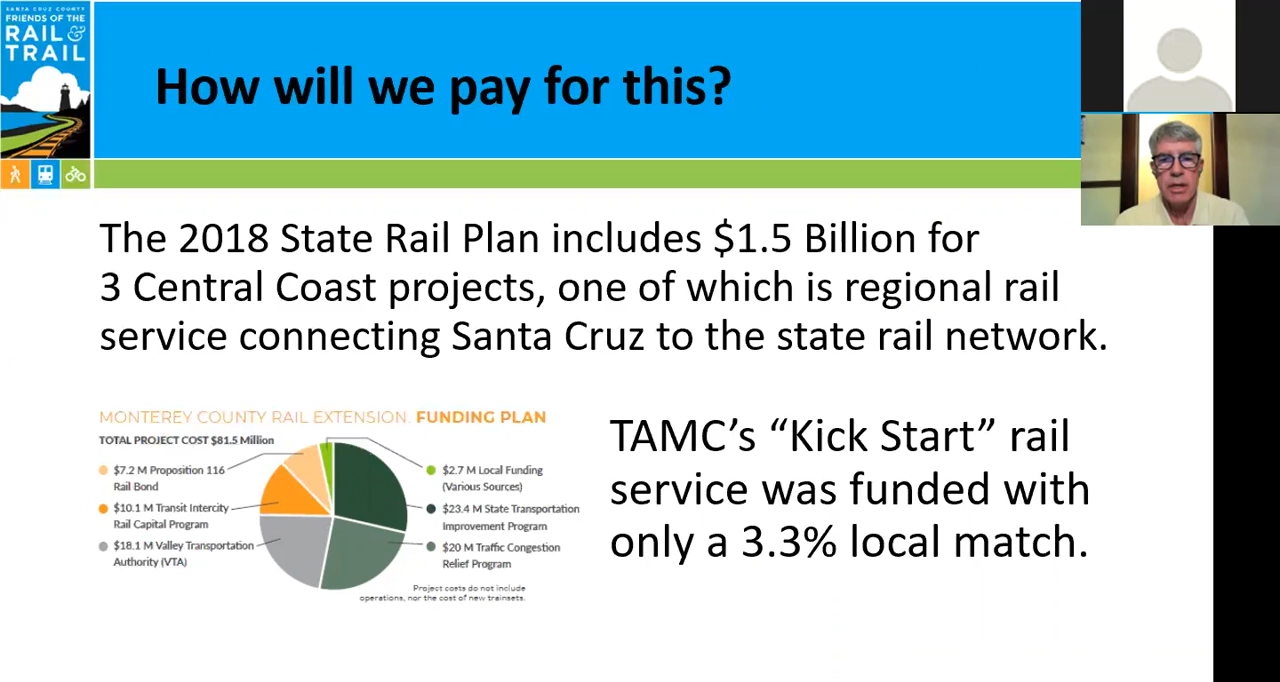 SANTA CRUZ COUNTY
FRIENDS OF THE
RAIL &
TRAIL
How will we pay for this?
The 2018 State Rail Plan includes $1.5 Billion for
3 Central Coast projects, one of which is regional rail
service connecting Santa Cruz to the state rail network.
MONTEREY COUNTY RAIL EXTENSION. FUNDING PLAN
TOTAL PROJECT COST $81.5 Million
$7.2 M Proposition 116
Rail Bond
$10.1 M Transit Intercity
Rail Capital Program
$18.1 M Valley Transportation
Authority (VTA)
$2.7 M Local Funding
(Various Sources)
$23.4 M State Transportation
Improvement Program
$20 M Traffic Congestion
Relief Program
Project costs do not include
operations, nor the cost of new trainsets.
TAMC’s “Kick Start” rail
service was funded with
only a 3.3% local match.